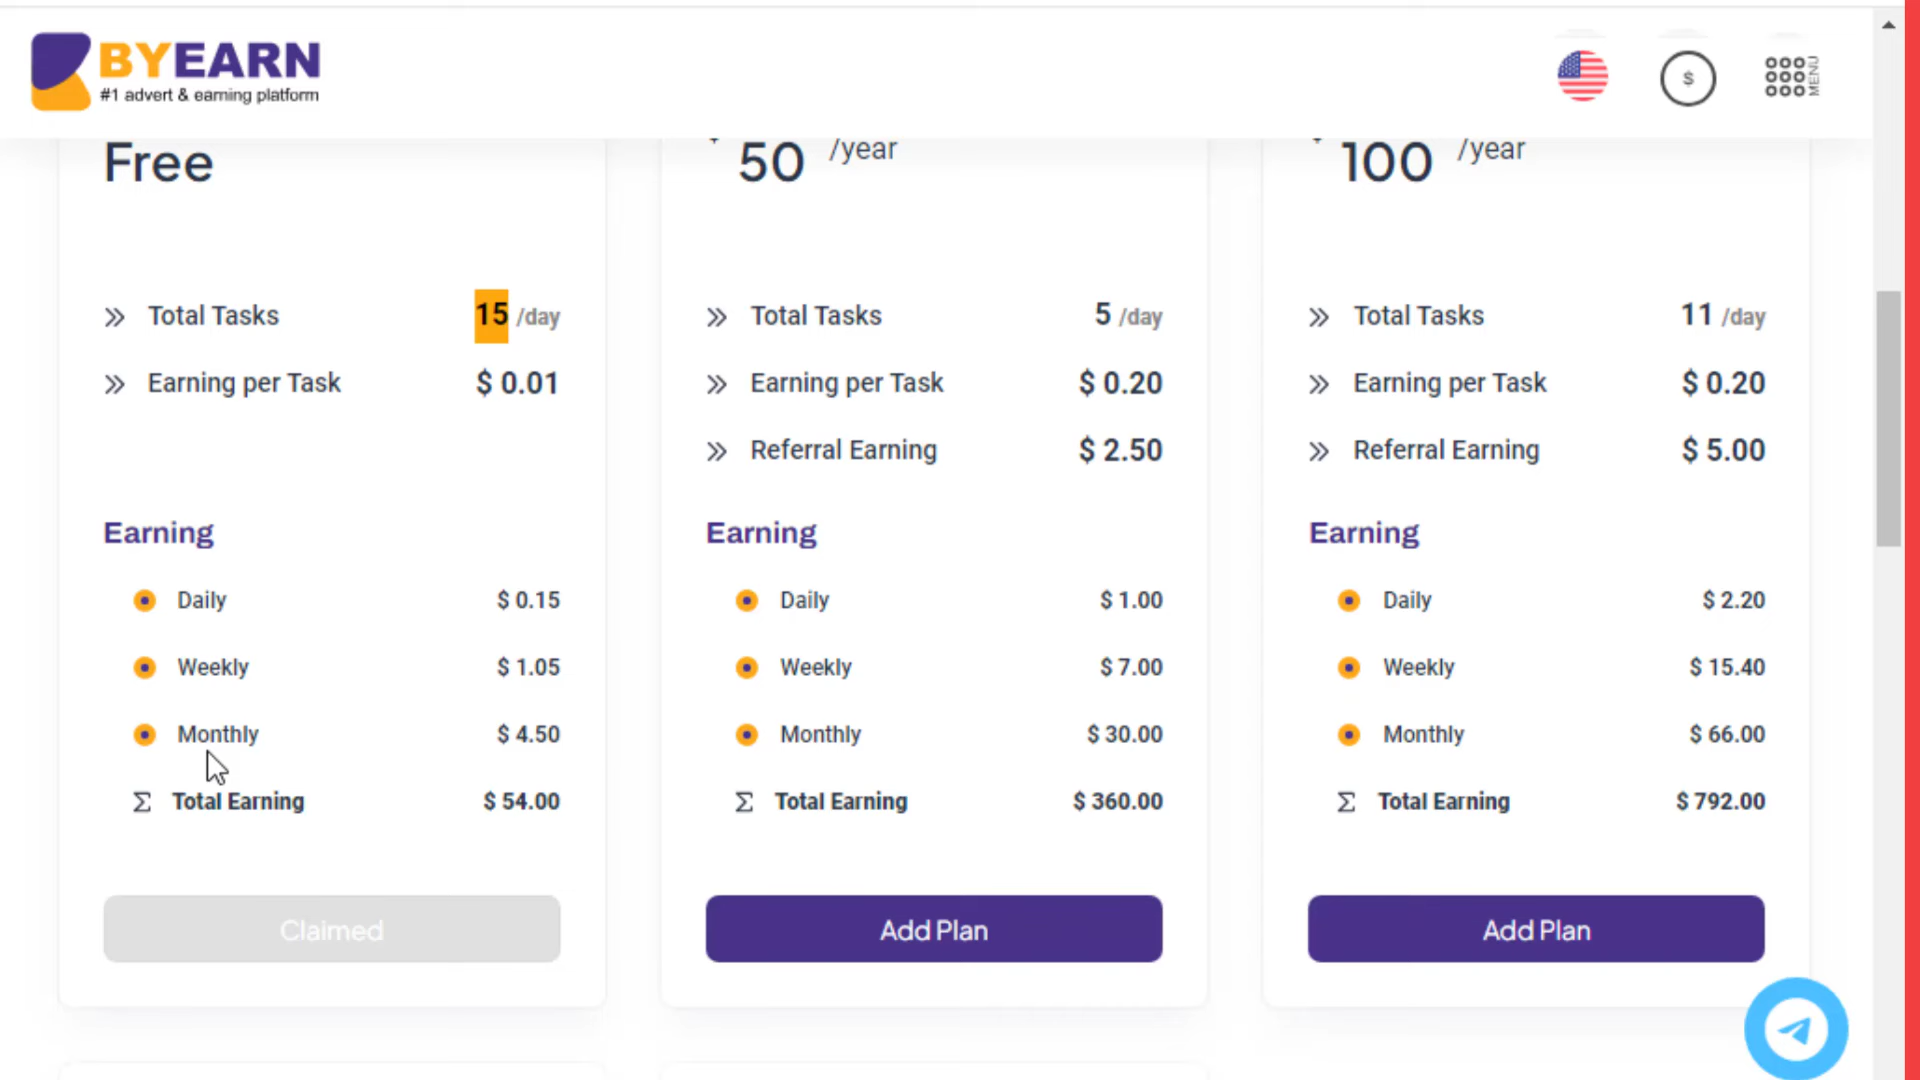 BYEARN
#1 advert & earning platform
$
MENU
Free
Total Tasks 15 /day
Earning per Task $ 0.01
Earning
Daily $ 0.15
Weekly $ 1.05
Monthly $ 4.50
Σ Total Earning $ 54.00
Claimed
50 /year
Total Tasks 5 /day
Earning per Task $ 0.20
Referral Earning $ 2.50
Earning
Daily $ 1.00
Weekly $ 7.00
Monthly $ 30.00
Σ Total Earning $ 360.00
Add Plan
100 /year
Total Tasks 11 /day
Earning per Task $ 0.20
Referral Earning $ 5.00
Earning
Daily $ 2.20
Weekly $ 15.40
Monthly $ 66.00
Σ Total Earning $ 792.00
Add Plan